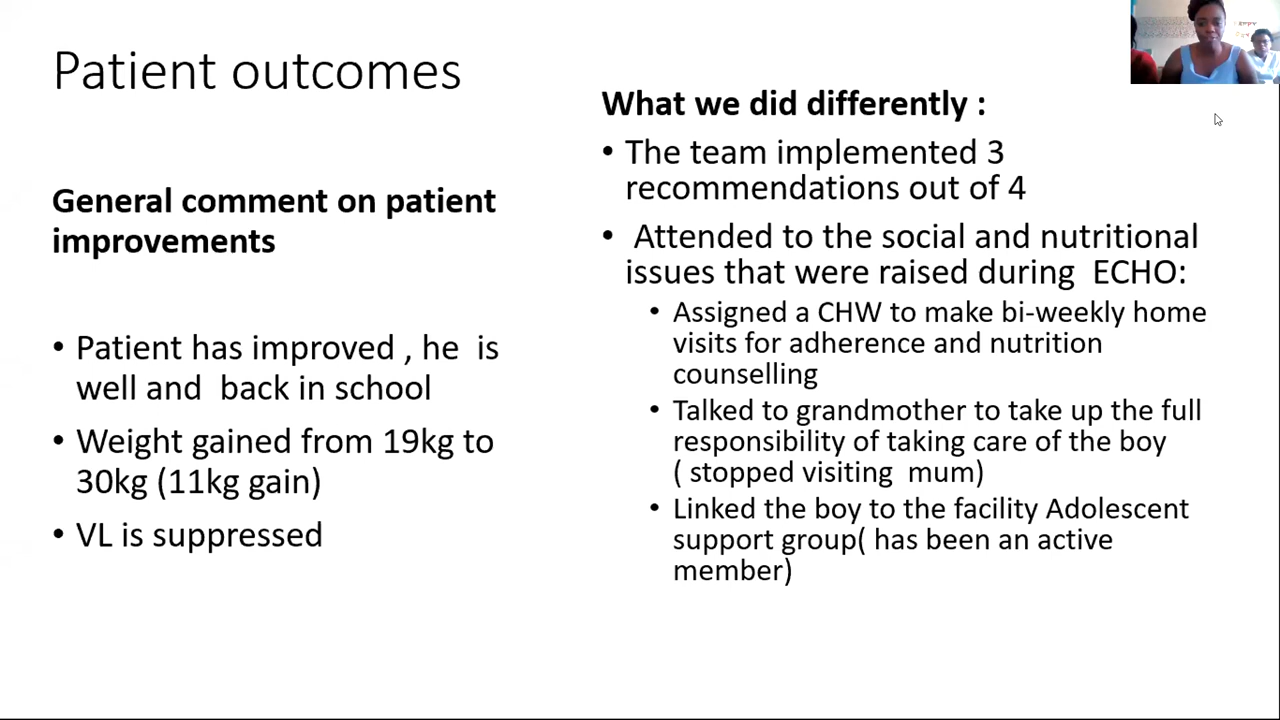 Patient outcomes
General comment on patient
improvements
• Patient has improved , he is
well and back in school
• Weight gained from 19kg to
30kg (11kg gain)
• VL is suppressed
What we did differently :
• The team implemented 3
recommendations out of 4
• Attended to the social and nutritional
issues that were raised during ECHO:
• Assigned a CHW to make bi-weekly home
visits for adherence and nutrition
counselling
• Talked to grandmother to take up the full
responsibility of taking care of the boy
( stopped visiting mum)
• Linked the boy to the facility Adolescent
support group( has been an active
member)